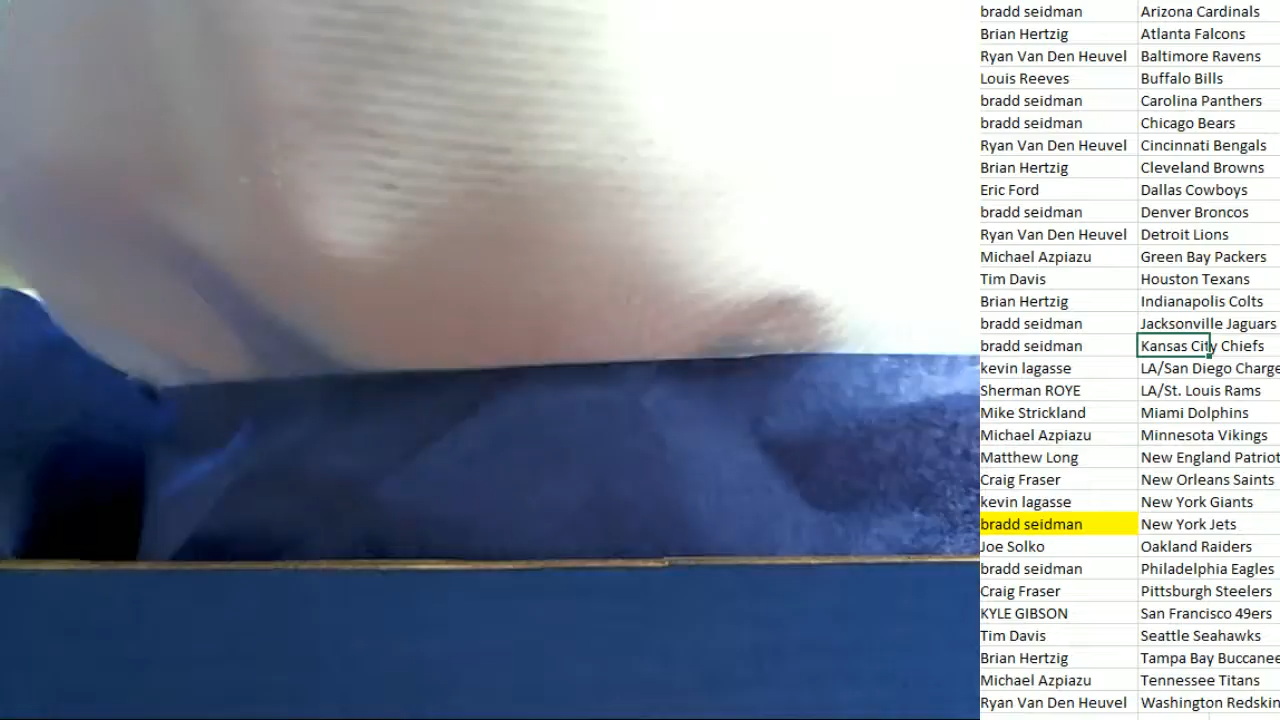 bradd seidman Arizona Cardinals
Brian Hertzig Atlanta Falcons
Ryan Van Den Heuvel Baltimore Ravens
Louis Reeves Buffalo Bills
bradd seidman Carolina Panthers
bradd seidman Chicago Bears
Ryan Van Den Heuvel Cincinnati Bengals
Brian Hertzig Cleveland Browns
Eric Ford Dallas Cowboys
bradd seidman Denver Broncos
Ryan Van Den Heuvel Detroit Lions
Michael Azpiazu Green Bay Packers
Tim Davis Houston Texans
Brian Hertzig Indianapolis Colts
bradd seidman Jacksonville Jaguars
bradd seidman Kansas City Chiefs
kevin lagasse LA/San Diego Charge
Sherman ROYE LA/St. Louis Rams
Mike Strickland Miami Dolphins
Michael Azpiazu Minnesota Vikings
Matthew Long New England Patriot
Craig Fraser New Orleans Saints
kevin lagasse New York Giants
bradd seidman New York Jets
Joe Solko Oakland Raiders
bradd seidman Philadelphia Eagles
Craig Fraser Pittsburgh Steelers
KYLE GIBSON San Francisco 49ers
Tim Davis Seattle Seahawks
Brian Hertzig Tampa Bay Buccanee
Michael Azpiazu Tennessee Titans
Ryan Van Den Heuvel Washington Redskin